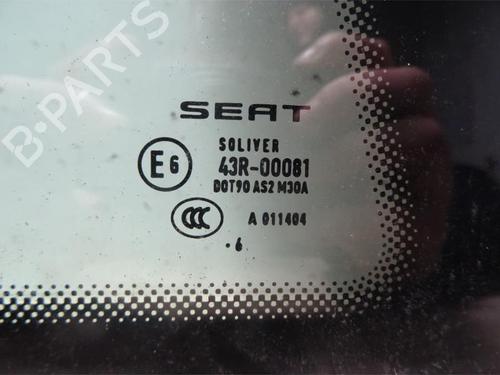 B-PARTS
SEAT
SOLIVER
E6 43R-00081
DOT90 AS2 M30A
CCC A 011404
.6